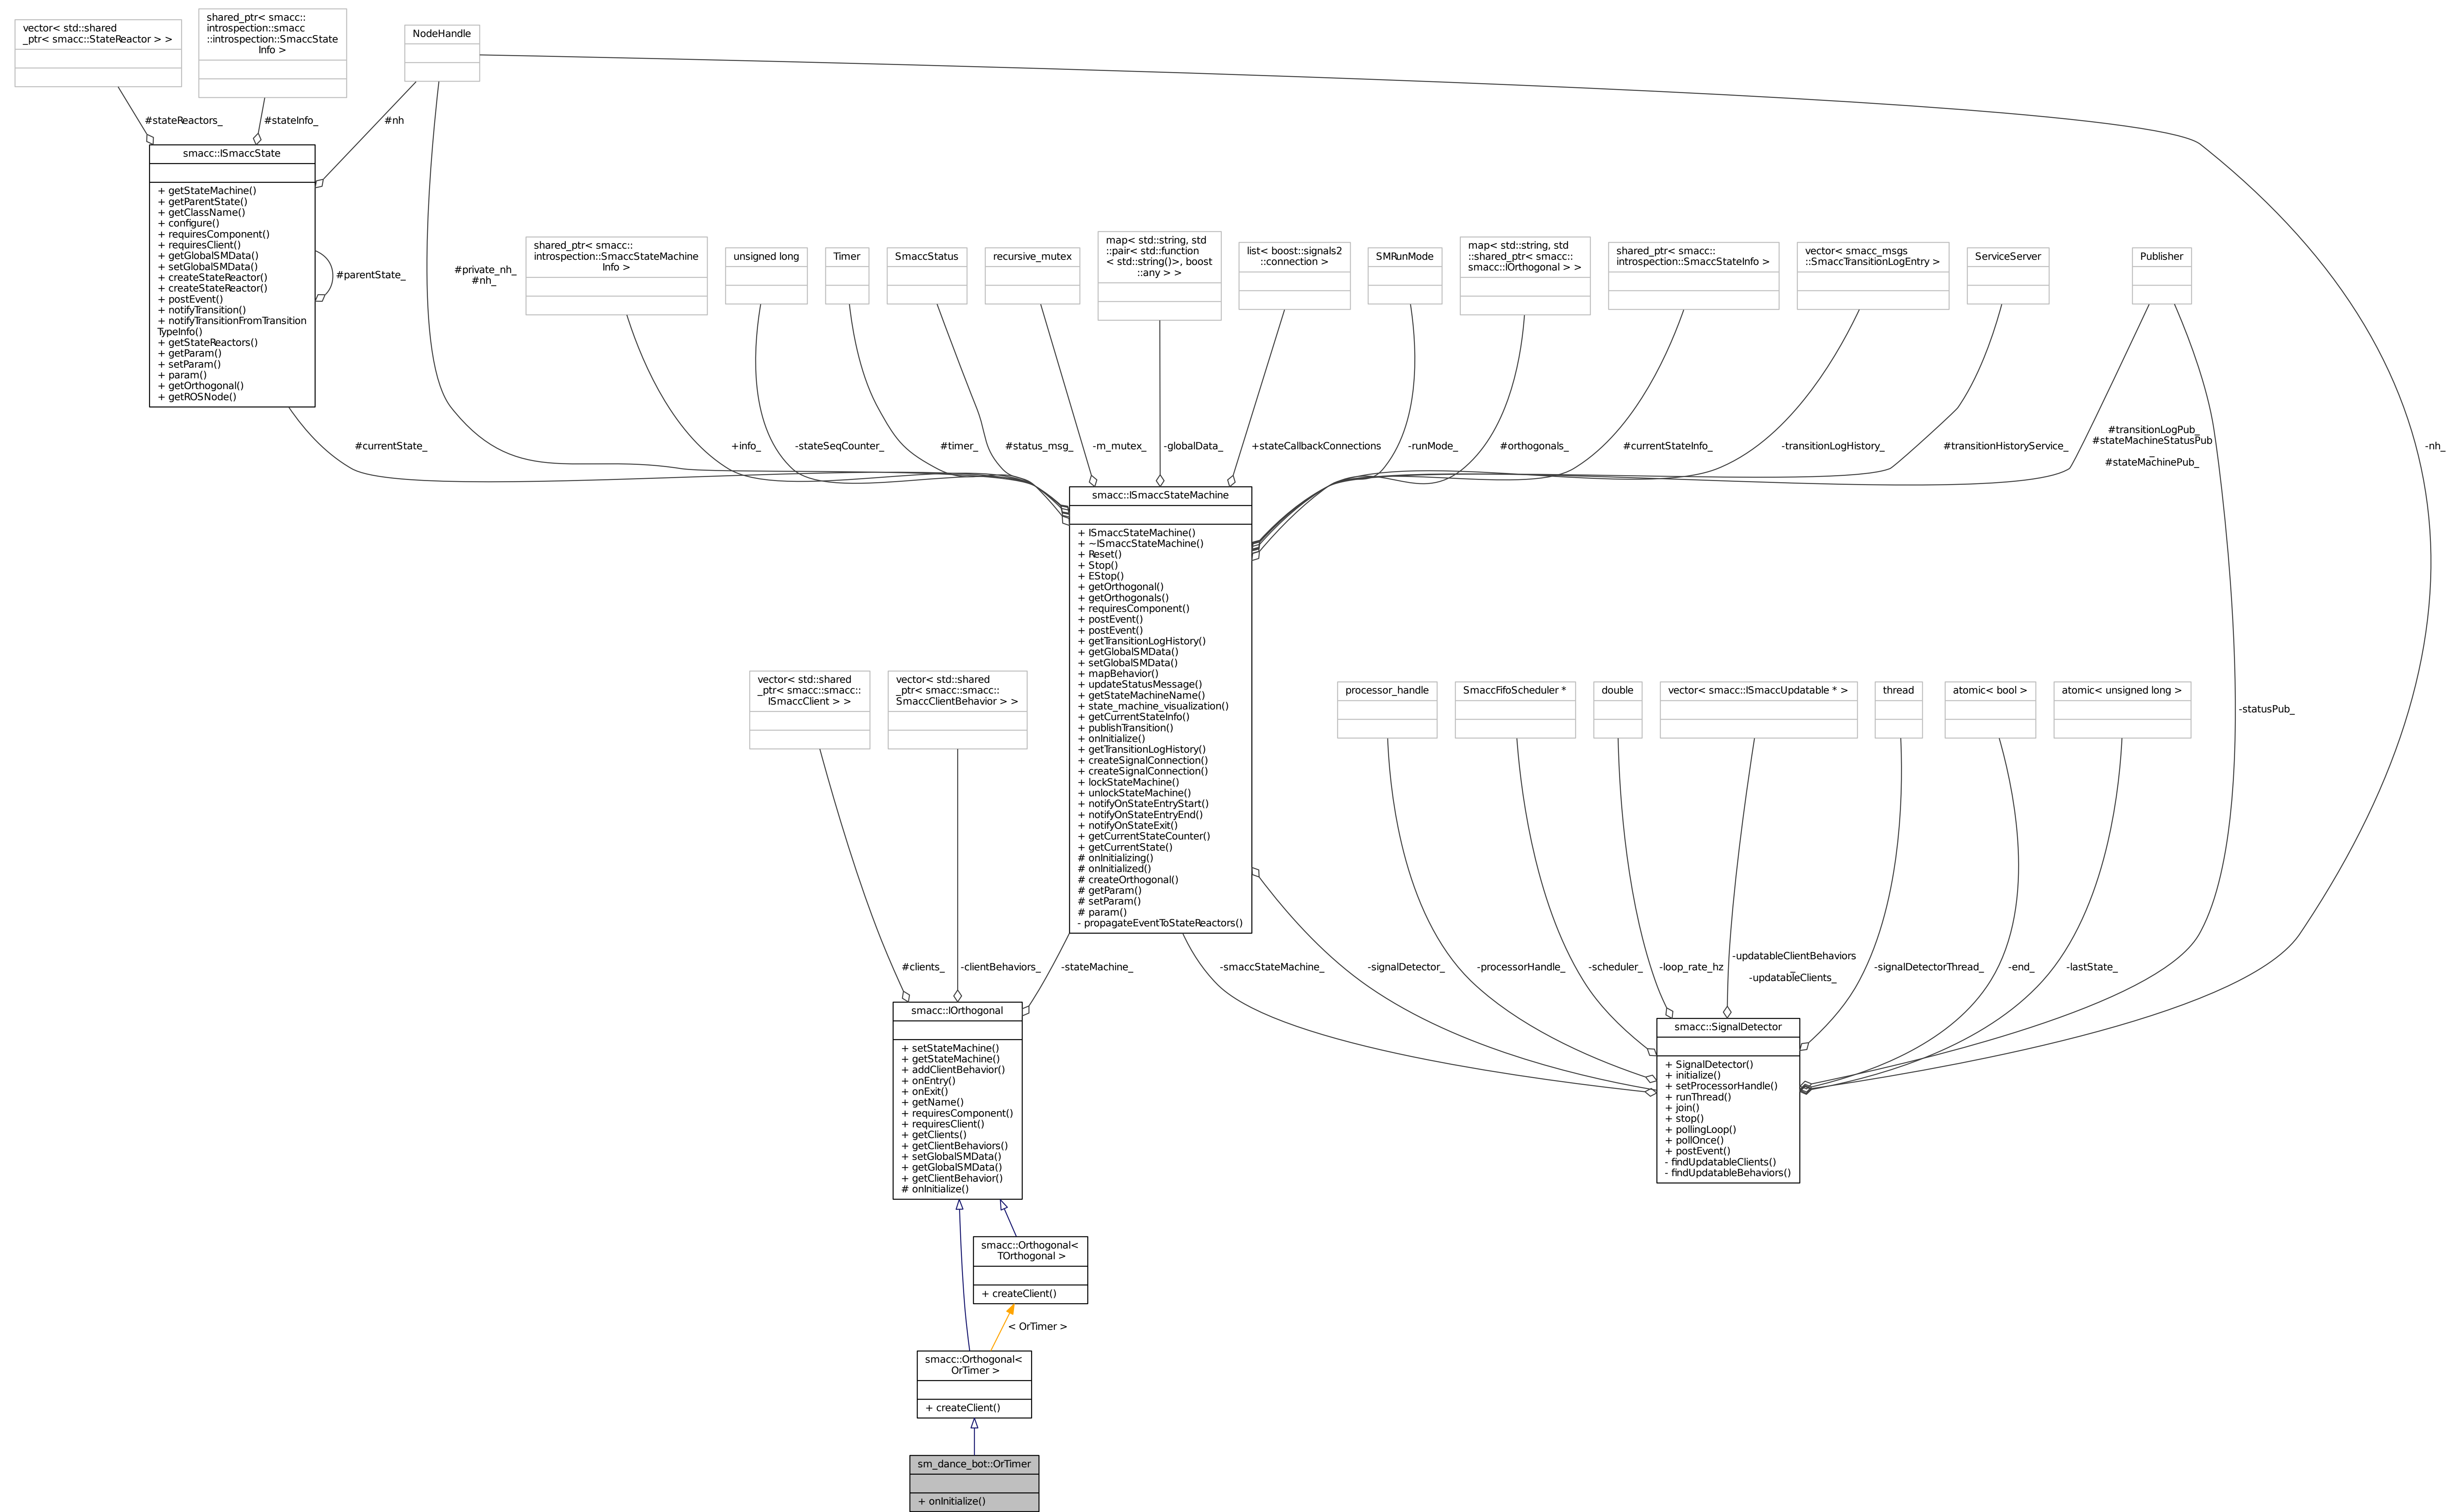 vector< std::shared
_ptr< smacc::StateReactor > >
shared_ptr< smacc::
introspection::smacc
::introspection::SmaccState
Info >
NodeHandle
#stateReactors_
#stateInfo_
#nh
smacc::ISmaccState
+ getStateMachine()
+ getParentState()
+ getClassName()
+ configure()
+ requiresComponent()
+ requiresClient()
+ getGlobalSMData()
+ setGlobalSMData()
+ createStateReactor()
+ createStateReactor()
+ postEvent()
+ notifyTransition()
+ notifyTransitionFromTransition
TypeInfo()
+ getStateReactors()
+ getParam()
+ setParam()
+ param()
+ getOrthogonal()
+ getROSNode()
#parentState_
#private_nh_
#nh_
shared_ptr< smacc::
introspection::SmaccStateMachine
Info >
unsigned long
Timer
SmaccStatus
recursive_mutex
map< std::string, std
::pair< std::function
< std::string()>, boost
::any > >
list< boost::signals2
::connection >
SMRunMode
map< std::string, std
::shared_ptr< smacc::
smacc::IOrthogonal > >
shared_ptr< smacc::
introspection::SmaccStateInfo >
vector< smacc_msgs
::SmaccTransitionLogEntry >
ServiceServer
Publisher
#currentState_
+info_
-stateSeqCounter_
#timer_
#status_msg_
-m_mutex_
-globalData_
+stateCallbackConnections
-runMode_
#orthogonals_
#currentStateInfo_
-transitionLogHistory_
#transitionHistoryService_
#transitionLogPub_
#stateMachineStatusPub
_
#stateMachinePub_
-nh_
smacc::ISmaccStateMachine
+ ISmaccStateMachine()
+ ~ISmaccStateMachine()
+ Reset()
+ Stop()
+ EStop()
+ getOrthogonal()
+ getOrthogonals()
+ requiresComponent()
+ postEvent()
+ postEvent()
+ getTransitionLogHistory()
+ getGlobalSMData()
+ setGlobalSMData()
+ mapBehavior()
+ updateStatusMessage()
+ getStateMachineName()
+ state_machine_visualization()
+ getCurrentStateInfo()
+ publishTransition()
+ onInitialize()
+ getTransitionLogHistory()
+ createSignalConnection()
+ createSignalConnection()
+ lockStateMachine()
+ unlockStateMachine()
+ notifyOnStateEntryStart()
+ notifyOnStateEntryEnd()
+ notifyOnStateExit()
+ getCurrentStateCounter()
+ getCurrentState()
# onInitializing()
# onInitialized()
# createOrthogonal()
# getParam()
# setParam()
# param()
- propagateEventToStateReactors()
vector< std::shared
_ptr< smacc::smacc::
ISmaccClient > >
vector< std::shared
_ptr< smacc::smacc::
SmaccClientBehavior > >
processor_handle
SmaccFifoScheduler *
double
vector< smacc::ISmaccUpdatable * >
thread
atomic< bool >
atomic< unsigned long >
-statusPub_
#clients_
-clientBehaviors_
-stateMachine_
-smaccStateMachine_
-signalDetector_
-processorHandle_
-scheduler_
-loop_rate_hz
-updatableClientBehaviors
_
-updatableClients_
-signalDetectorThread_
-end_
-lastState_
smacc::IOrthogonal
+ setStateMachine()
+ getStateMachine()
+ addClientBehavior()
+ onEntry()
+ onExit()
+ getName()
+ requiresComponent()
+ requiresClient()
+ getClients()
+ getClientBehaviors()
+ setGlobalSMData()
+ getGlobalSMData()
+ getClientBehavior()
# onInitialize()
smacc::SignalDetector
+ SignalDetector()
+ initialize()
+ setProcessorHandle()
+ runThread()
+ join()
+ stop()
+ pollingLoop()
+ pollOnce()
+ postEvent()
- findUpdatableClients()
- findUpdatableBehaviors()
smacc::Orthogonal<
TOrthogonal >
+ createClient()
< OrTimer >
smacc::Orthogonal<
OrTimer >
+ createClient()
sm_dance_bot::OrTimer
+ onInitialize()